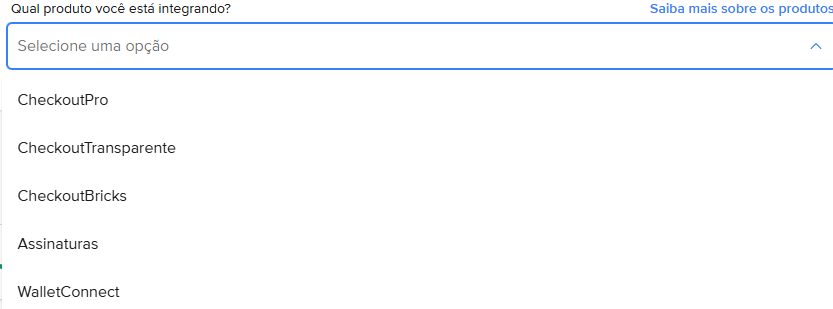 Qual produto você está integrando?
Saiba mais sobre os produtos
Selecione uma opção
CheckoutPro
CheckoutTransparente
CheckoutBricks
Assinaturas
WalletConnect